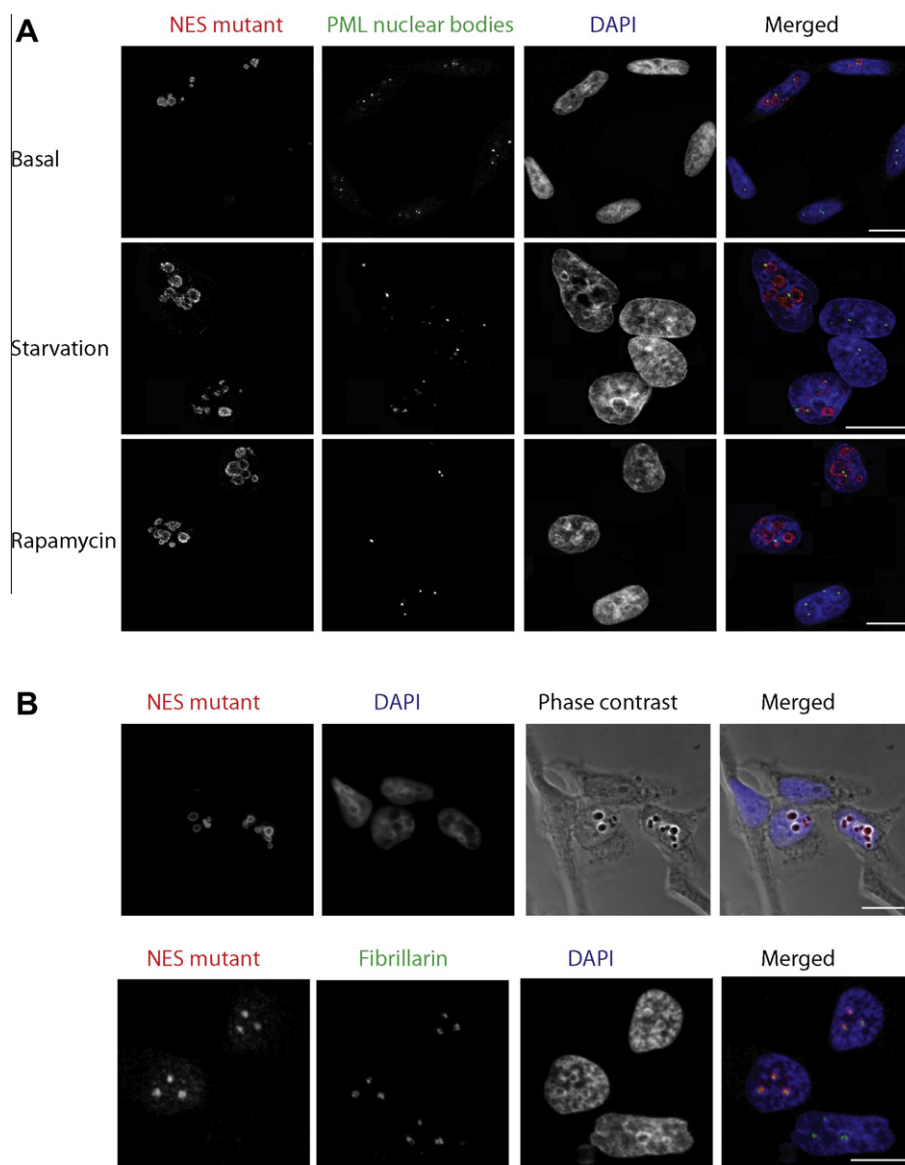 A
NES mutant PML nuclear bodies DAPI Merged
Basal
Starvation
Rapamycin
B
NES mutant DAPI Phase contrast Merged
NES mutant Fibrillarin DAPI Merged